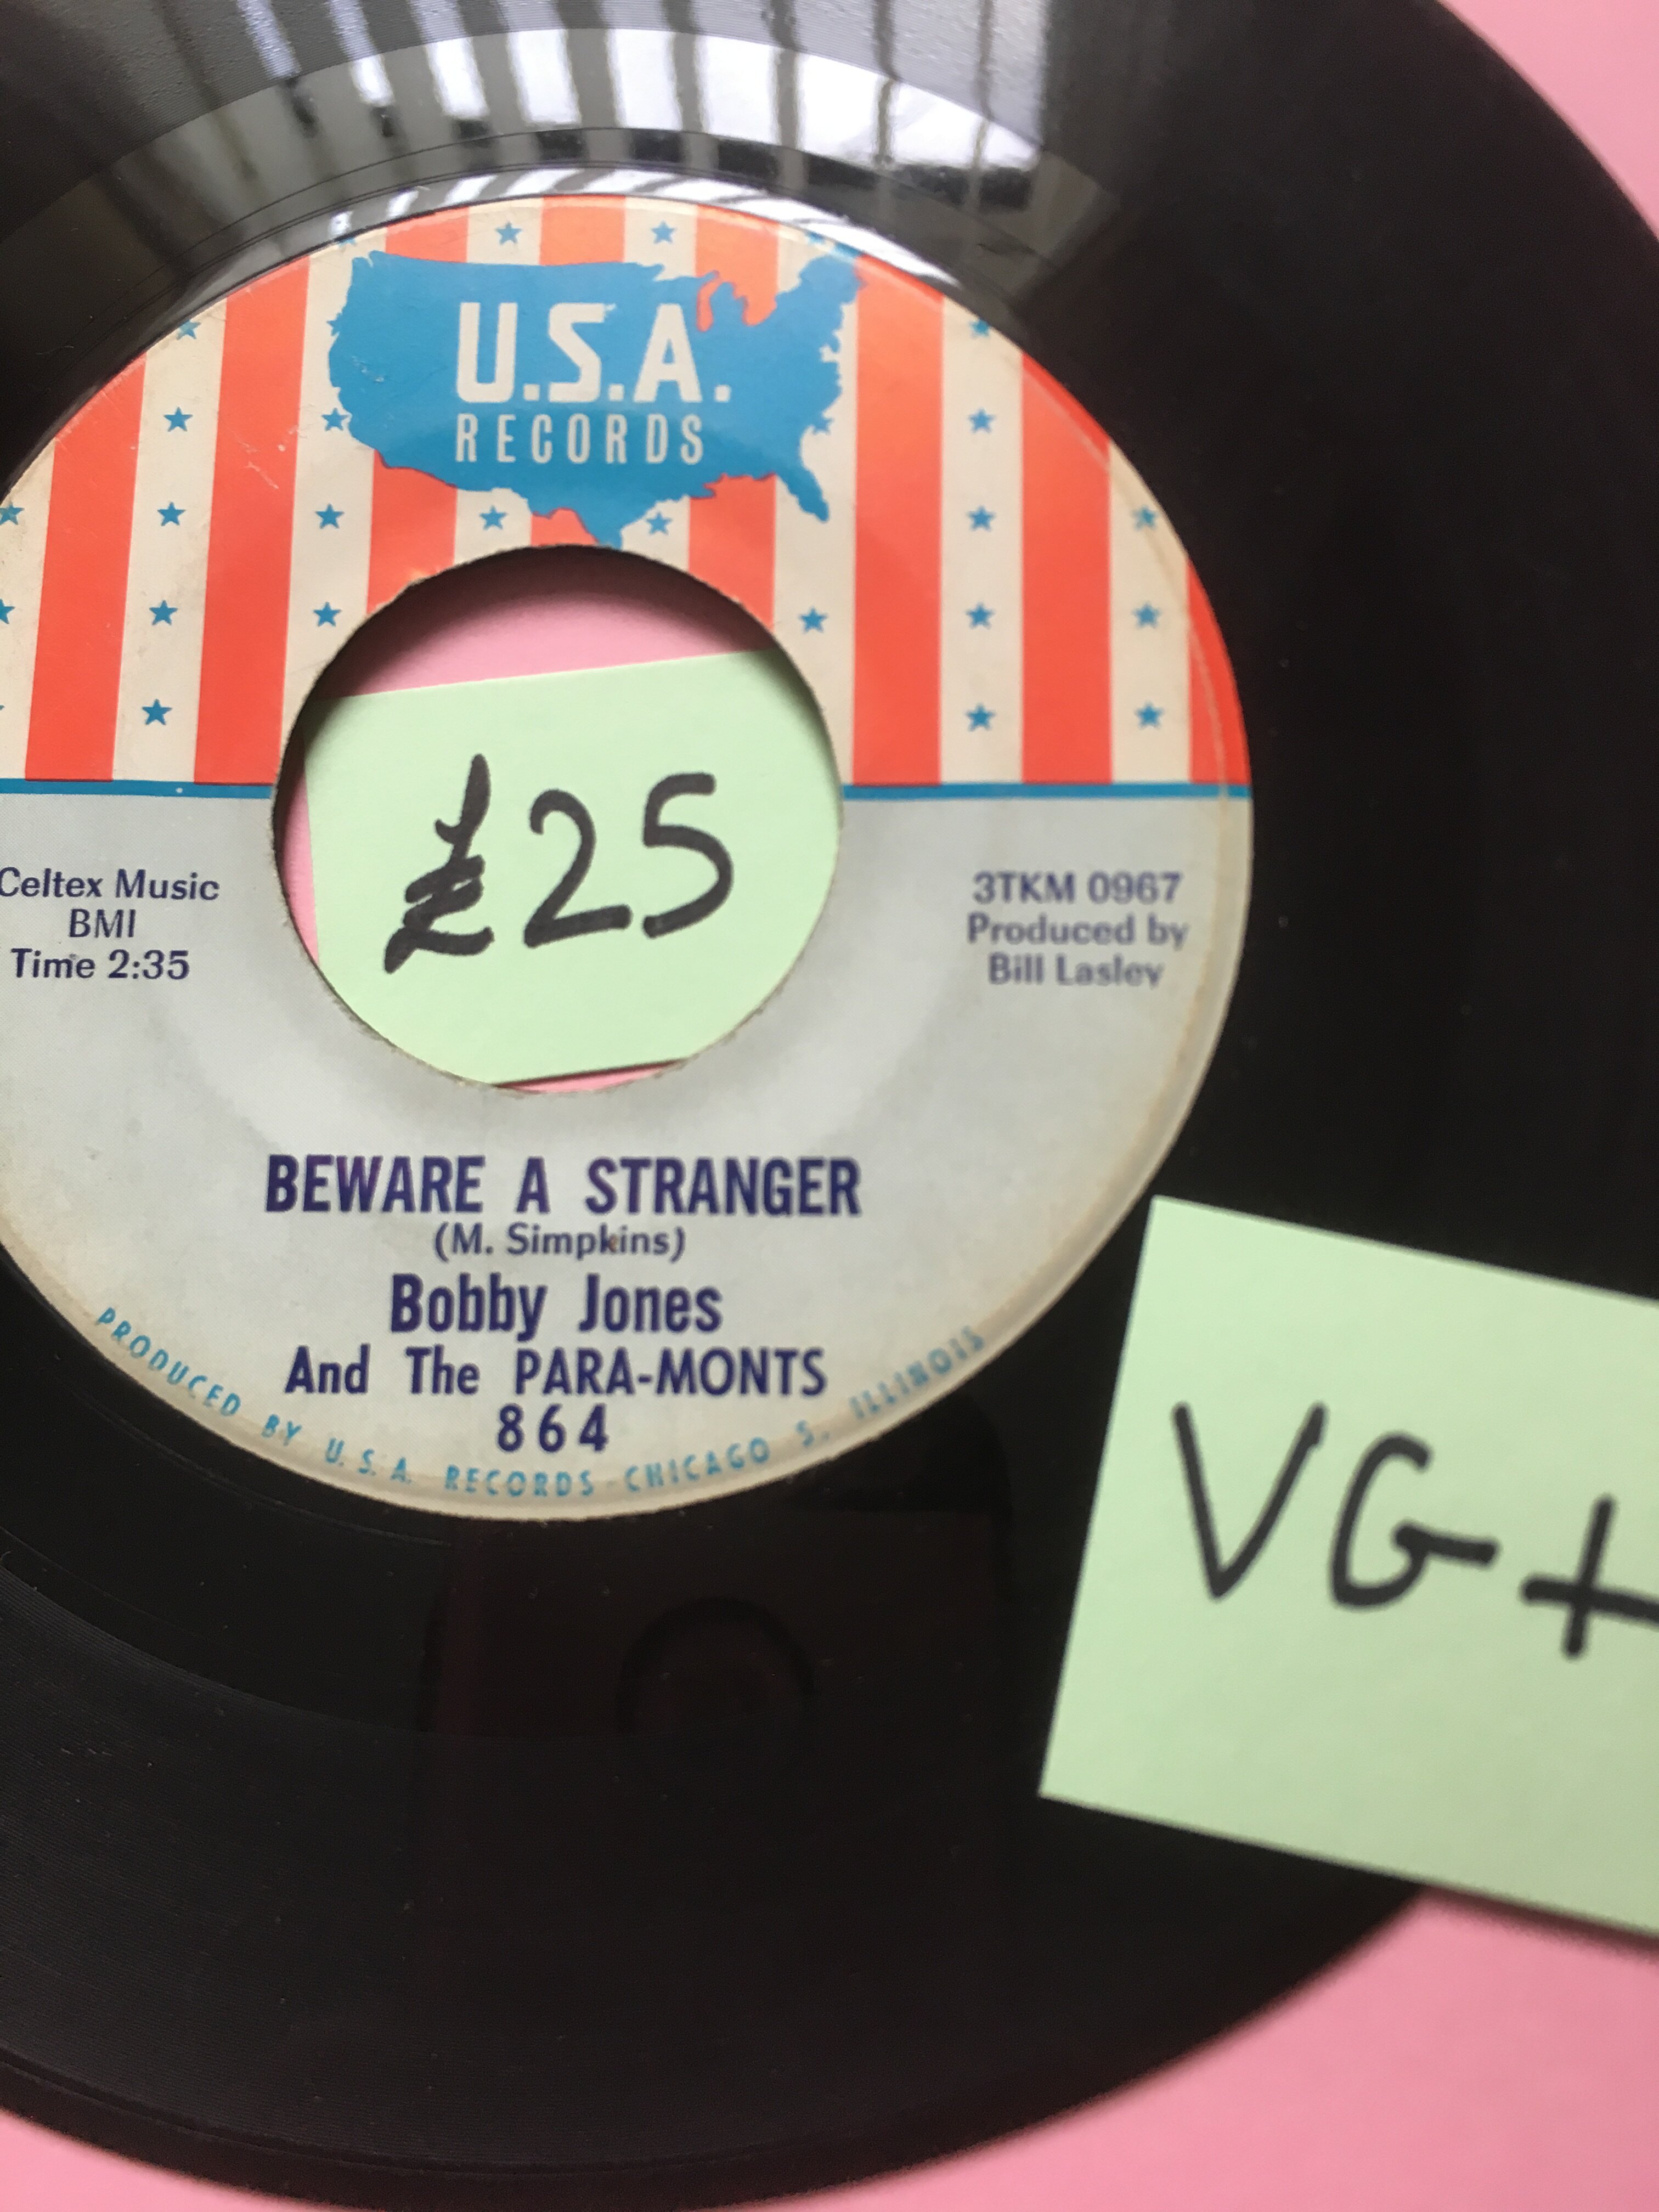 U.S.A.
RECORDS
£25
Celtex Music
BMI
Time 2:35
3TKM 0967
Produced by
Bill Lasley
BEWARE A STRANGER
(M. Simpkins)
Bobby Jones
And The PARA-MONTS
864
PRODUCED BY U.S.A. RECORDS - CHICAGO 5, ILLINOIS
VG+